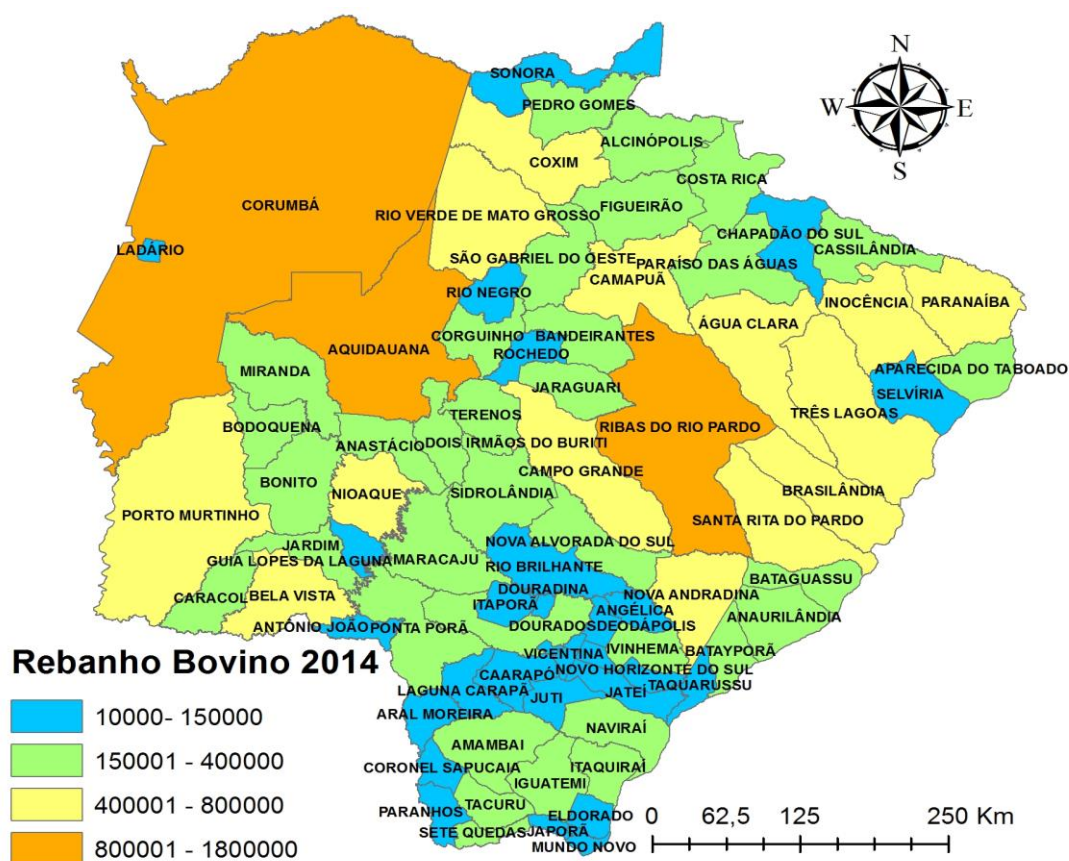 N
W E
S
SONORA
PEDRO GOMES
ALCINÓPOLIS
COXIM
COSTA RICA
CORUMBÁ
RIO VERDE DE MATO GROSSO
FIGUEIRÃO
LADÁRIO
CHAPADÃO DO SUL
CASSILÂNDIA
SÃO GABRIEL DO OESTE
PARAÍSO DAS ÁGUAS
CAMAPUÃ
RIO NEGRO
INOCÊNCIA
PARANAÍBA
ÁGUA CLARA
CORGUINHO
BANDEIRANTES
AQUIDAUANA
ROCHEDO
MIRANDA
APARECIDA DO TABOADO
JARAGUARI
SELVÍRIA
TERENOS
TRÊS LAGOAS
BODOQUENA
RIBAS DO RIO PARDO
ANASTÁCIO
DOIS IRMÃOS DO BURITI
CAMPO GRANDE
BONITO
NIOAQUE
SIDROLÂNDIA
BRASILÂNDIA
PORTO MURTINHO
SANTA RITA DO PARDO
NOVA ALVORADA DO SUL
JARDIM
GUIA LOPES DA LAGUNA
MARACAJU
RIO BRILHANTE
BATAGUASSU
DOURADINA
CARACOL
BELA VISTA
NOVA ANDRADINA
ITAPORÃ
ANGÉLICA
ANAURILÂNDIA
ANTÔNIO JOÃO
PONTA PORÃ
DOURADOS
DEODÁPOLIS
VICENTINA
IVINHEMA
BATAYPORÃ
Rebanho Bovino 2014
CAARAPÓ
NOVO HORIZONTE DO SUL
LAGUNA CARAPÃ
JUTI
JATEÍ
TAQUARUSSU
10000- 150000
ARAL MOREIRA
NAVIRAÍ
150001 - 400000
AMAMBAI
CORONEL SAPUCAIA
ITAQUIRAÍ
IGUATEMI
400001 - 800000
TACURU
PARANHOS
ELDORADO
0 62,5 125 250 Km
SETE QUEDAS
JAPORÃ
MUNDO NOVO
800001 - 1800000